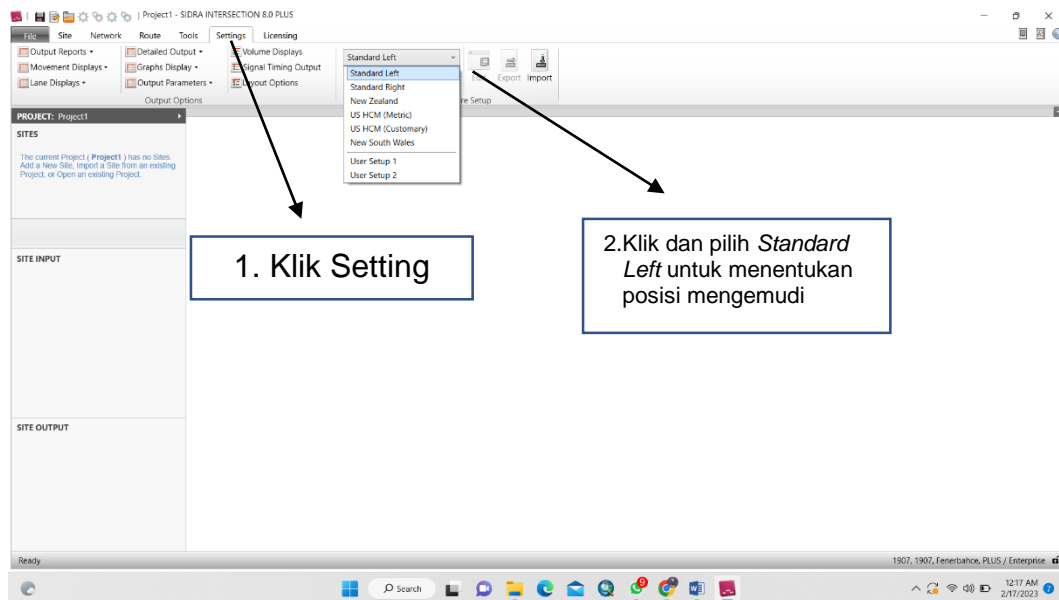 Project1 - SIDRA INTERSECTION 8.0 PLUS
File Site Network Route Tools Settings Licensing
Output Reports Detailed Output Volume Displays
Movement Displays Graphs Display Signal Timing Output
Lane Displays Output Parameters Layout Options
Output Options
Standard Left
Export Import
Setup
Standard Left
Standard Right
New Zealand
US HCM (Metric)
US HCM (Customary)
New South Wales
User Setup 1
User Setup 2
PROJECT: Project1
SITES
The current Project ( Project1 ) has no Sites.
Add a New Site, Import a Site from an existing
Project, or Open an existing Project.
SITE INPUT
1. Klik Setting
2.Klik dan pilih Standard
Left untuk menentukan
posisi mengemudi
SITE OUTPUT
Ready
1907, 1907, Fenerbahce, PLUS / Enterprise
Search
9
12:17 AM
2/17/2023
7